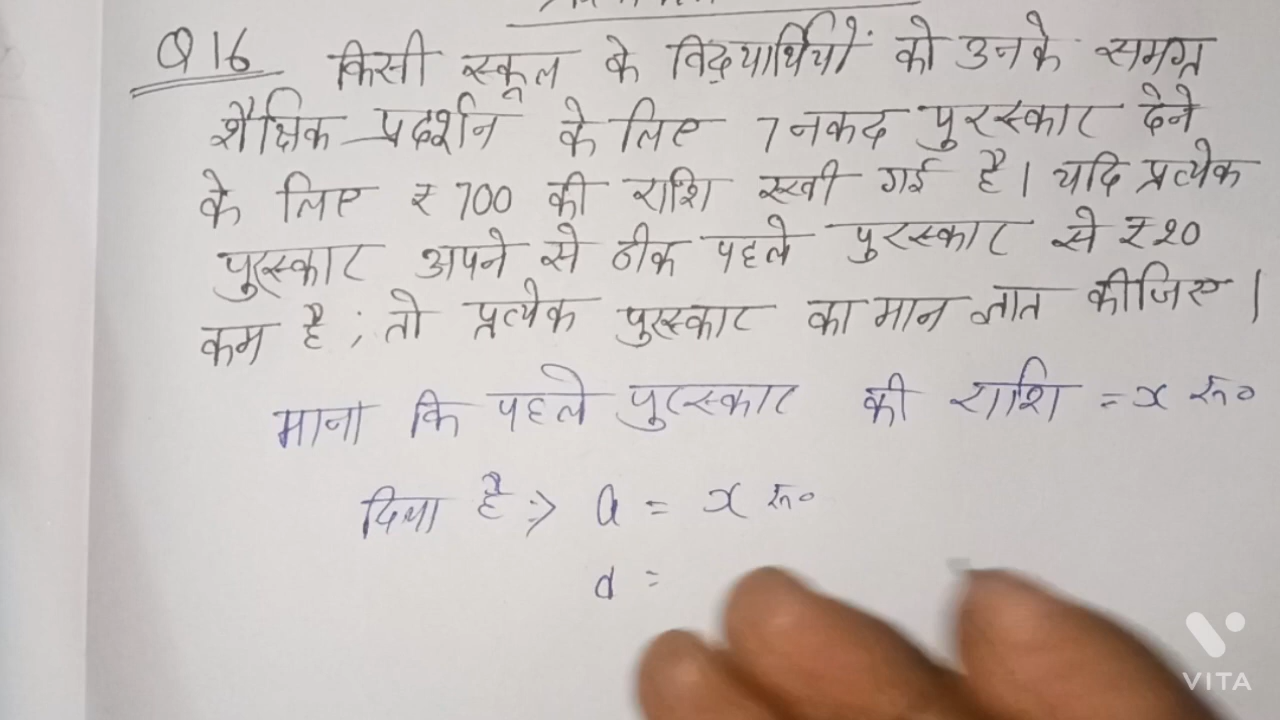 Q 16 किसी स्कूल के विद्यार्थियों को उनके समग्र
शैक्षिक प्रदर्शन के लिए 7 नकद पुरस्कार देने
के लिए ₹ 700 की राशि रखी गई है। यदि प्रत्येक
पुरस्कार अपने से ठीक पहले पुरस्कार से ₹ 20
कम है; तो प्रत्येक पुरस्कार का मान ज्ञात कीजिए।
माना कि पहले पुरस्कार की राशि = x रू०
दिया है ⇒ a = x रू०
d =
VITA